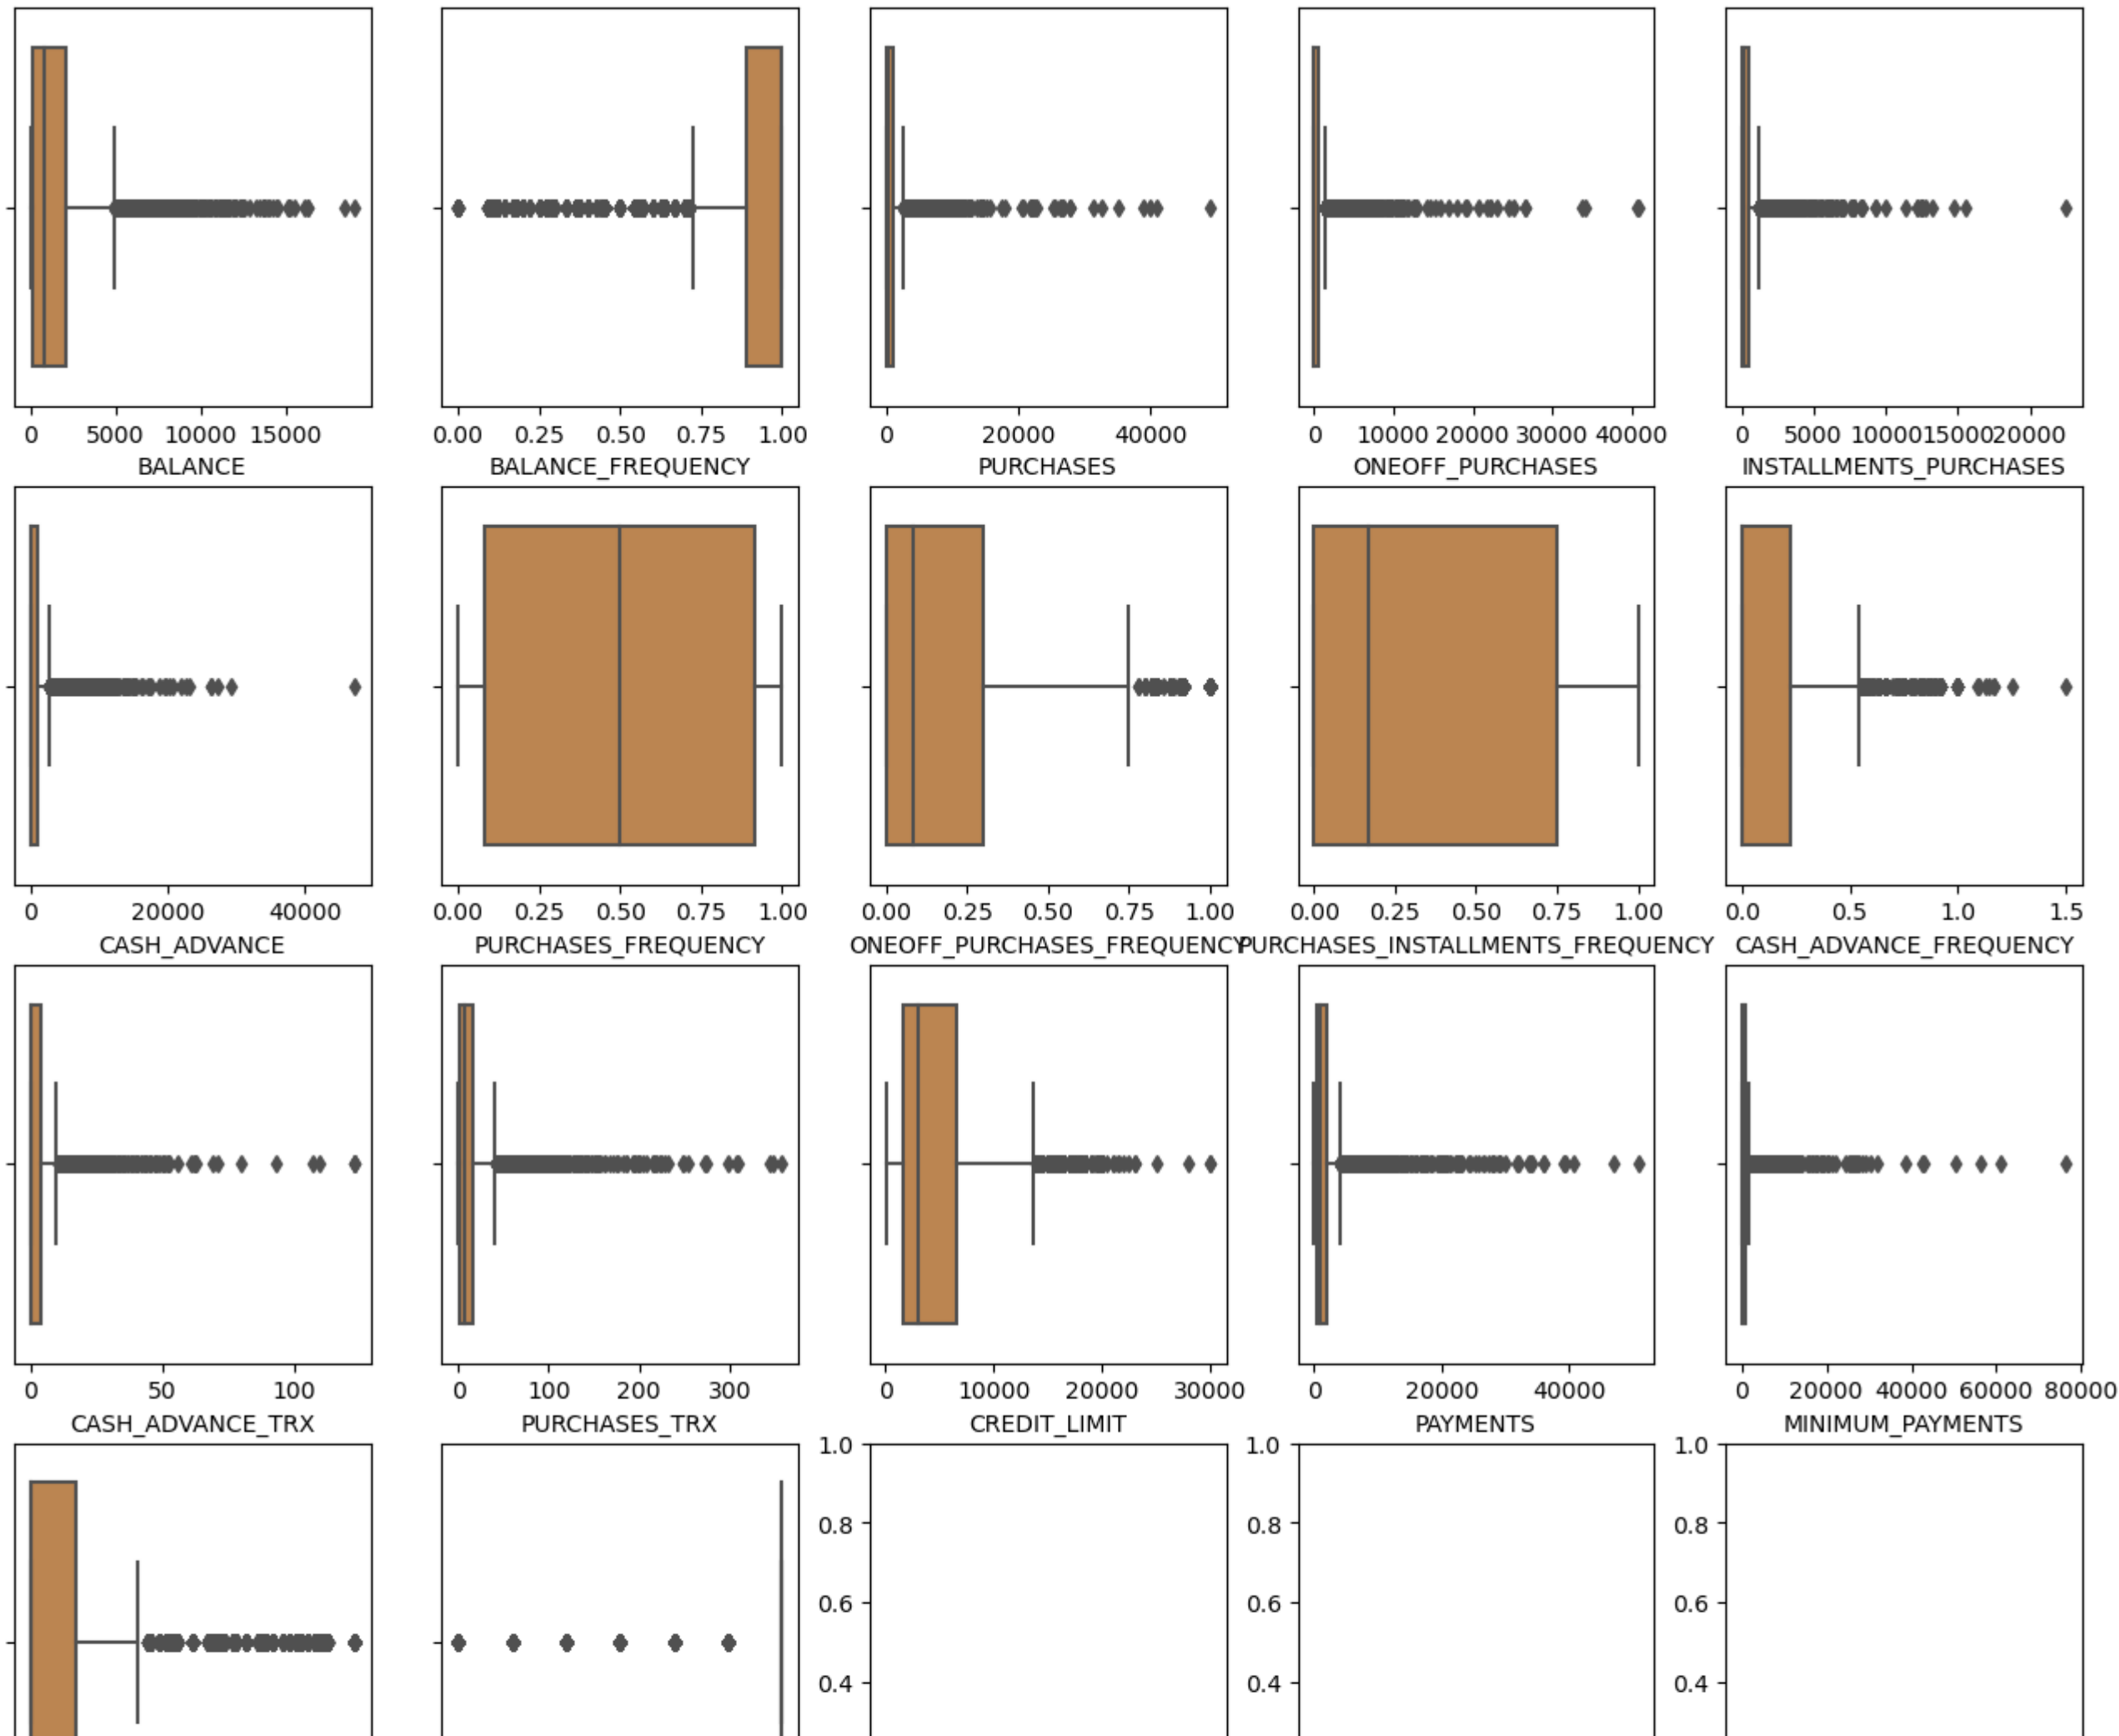 0 5000 10000 15000
BALANCE
0.00 0.25 0.50 0.75 1.00
BALANCE_FREQUENCY
0 20000 40000
PURCHASES
0 10000 20000 30000 40000
ONEOFF_PURCHASES
0 5000 10000 15000 20000
INSTALLMENTS_PURCHASES
0 20000 40000
CASH_ADVANCE
0.00 0.25 0.50 0.75 1.00
PURCHASES_FREQUENCY
0.00 0.25 0.50 0.75 1.00
ONEOFF_PURCHASES_FREQUENCY
0.00 0.25 0.50 0.75 1.00
PURCHASES_INSTALLMENTS_FREQUENCY
0.0 0.5 1.0 1.5
CASH_ADVANCE_FREQUENCY
0 50 100
CASH_ADVANCE_TRX
0 100 200 300
PURCHASES_TRX
0 10000 20000 30000
CREDIT_LIMIT
0 20000 40000
PAYMENTS
0 20000 40000 60000 80000
MINIMUM_PAYMENTS
1.0
0.8
0.6
0.4
1.0
0.8
0.6
0.4
1.0
0.8
0.6
0.4